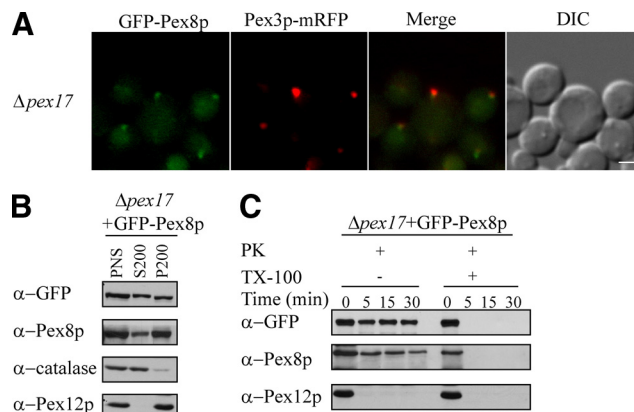 A
GFP-Pex8p Pex3p-mRFP Merge DIC
Δpex17
B
Δpex17
+GFP-Pex8p
PNS S200 P200
α-GFP
α-Pex8p
α-catalase
α-Pex12p
C
Δpex17+GFP-Pex8p
PK + +
TX-100 - +
Time (min) 0 5 15 30 0 5 15 30
α-GFP
α-Pex8p
α-Pex12p